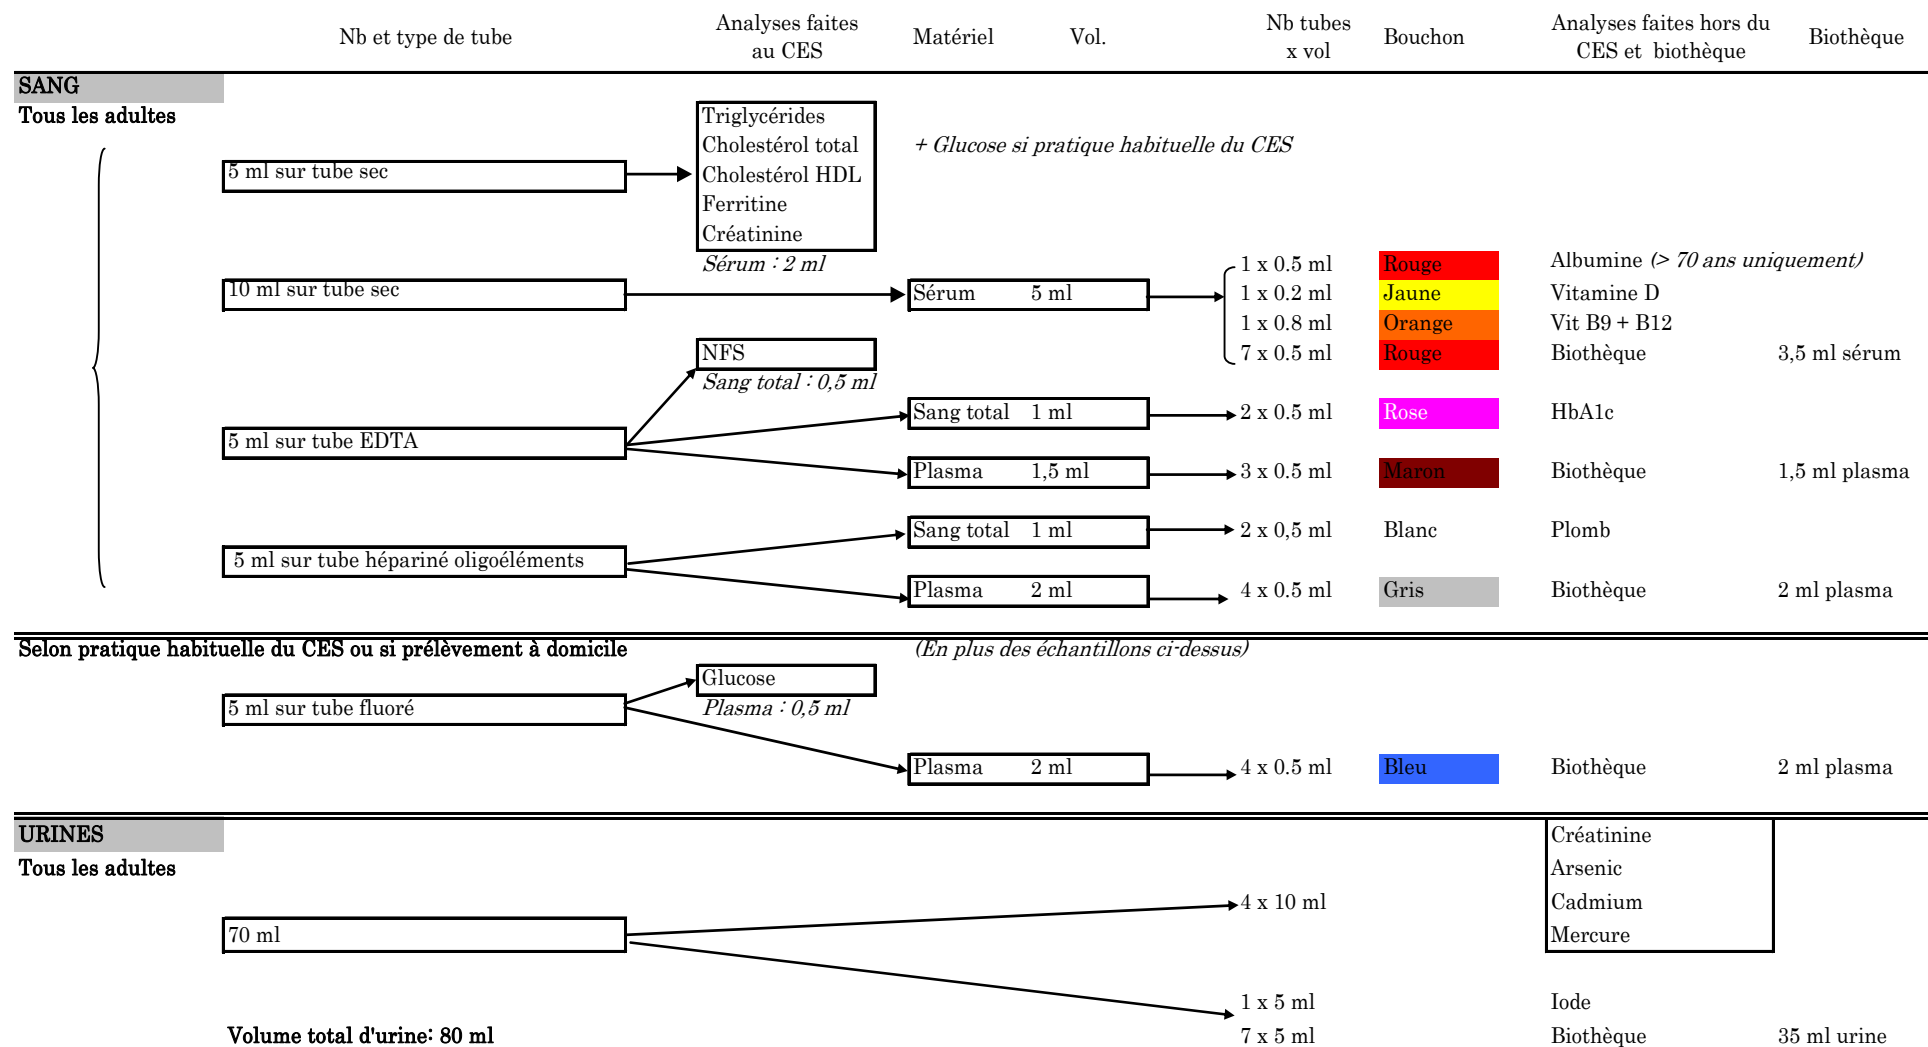 Nb et type de tube Analyses faites au CES Matériel Vol. Nb tubes x vol Bouchon Analyses faites hors du CES et biothèque Biothèque
SANG
Tous les adultes
Triglycérides
Cholestérol total + Glucose si pratique habituelle du CES
5 ml sur tube sec Cholestérol HDL
Ferritine
Créatinine
Sérum : 2 ml 1 x 0.5 ml Rouge Albumine (> 70 ans uniquement)
10 ml sur tube sec Sérum 5 ml 1 x 0.2 ml Jaune Vitamine D
1 x 0.8 ml Orange Vit B9 + B12
NFS 7 x 0.5 ml Rouge Biothèque 3,5 ml sérum
Sang total : 0,5 ml
Sang total 1 ml 2 x 0.5 ml Rose HbA1c
5 ml sur tube EDTA
Plasma 1,5 ml 3 x 0.5 ml Maron Biothèque 1,5 ml plasma
Sang total 1 ml 2 x 0,5 ml Blanc Plomb
5 ml sur tube hépariné oligoéléments
Plasma 2 ml 4 x 0.5 ml Gris Biothèque 2 ml plasma
Selon pratique habituelle du CES ou si prélèvement à domicile (En plus des échantillons ci-dessus)
Glucose
5 ml sur tube fluoré Plasma : 0,5 ml
Plasma 2 ml 4 x 0.5 ml Bleu Biothèque 2 ml plasma
URINES Créatinine
Tous les adultes Arsenic
4 x 10 ml Cadmium
70 ml Mercure
1 x 5 ml Iode
Volume total d'urine: 80 ml 7 x 5 ml Biothèque 35 ml urine